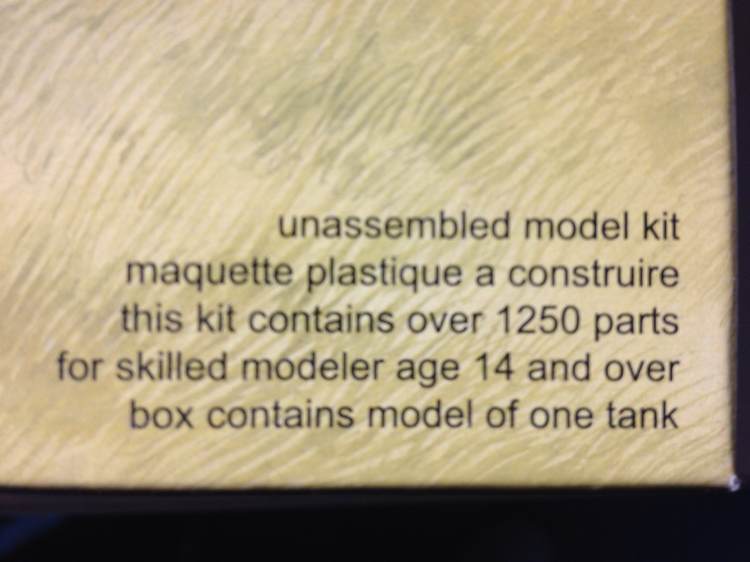 unassembled model kit
maquette plastique a construire
this kit contains over 1250 parts
for skilled modeler age 14 and over
box contains model of one tank